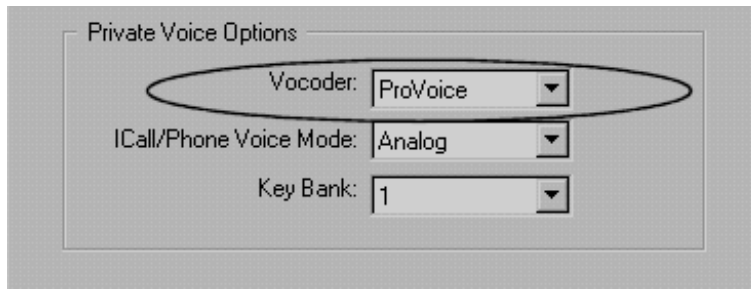 Private Voice Options
Vocoder: ProVoice
ICall/Phone Voice Mode: Analog
Key Bank: 1